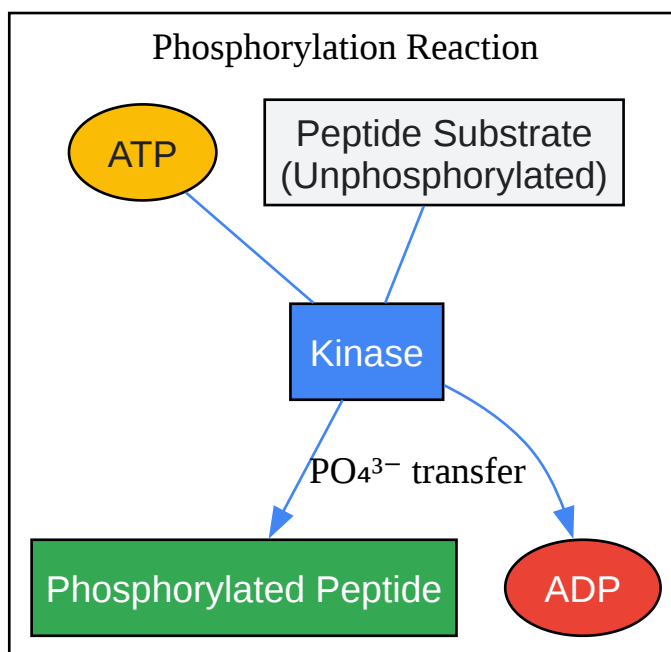 Phosphorylation Reaction
ATP
Peptide Substrate
(Unphosphorylated)
Kinase
PO₄³⁻ transfer
Phosphorylated Peptide
ADP